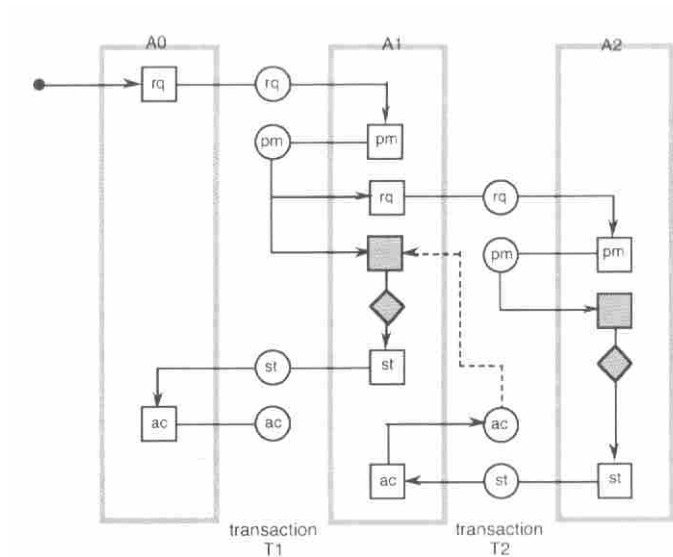 A0 A1 A2
rq rq
pm pm
rq rq
pm pm
st st
ac ac ac
ac st st
transaction T1
transaction T2